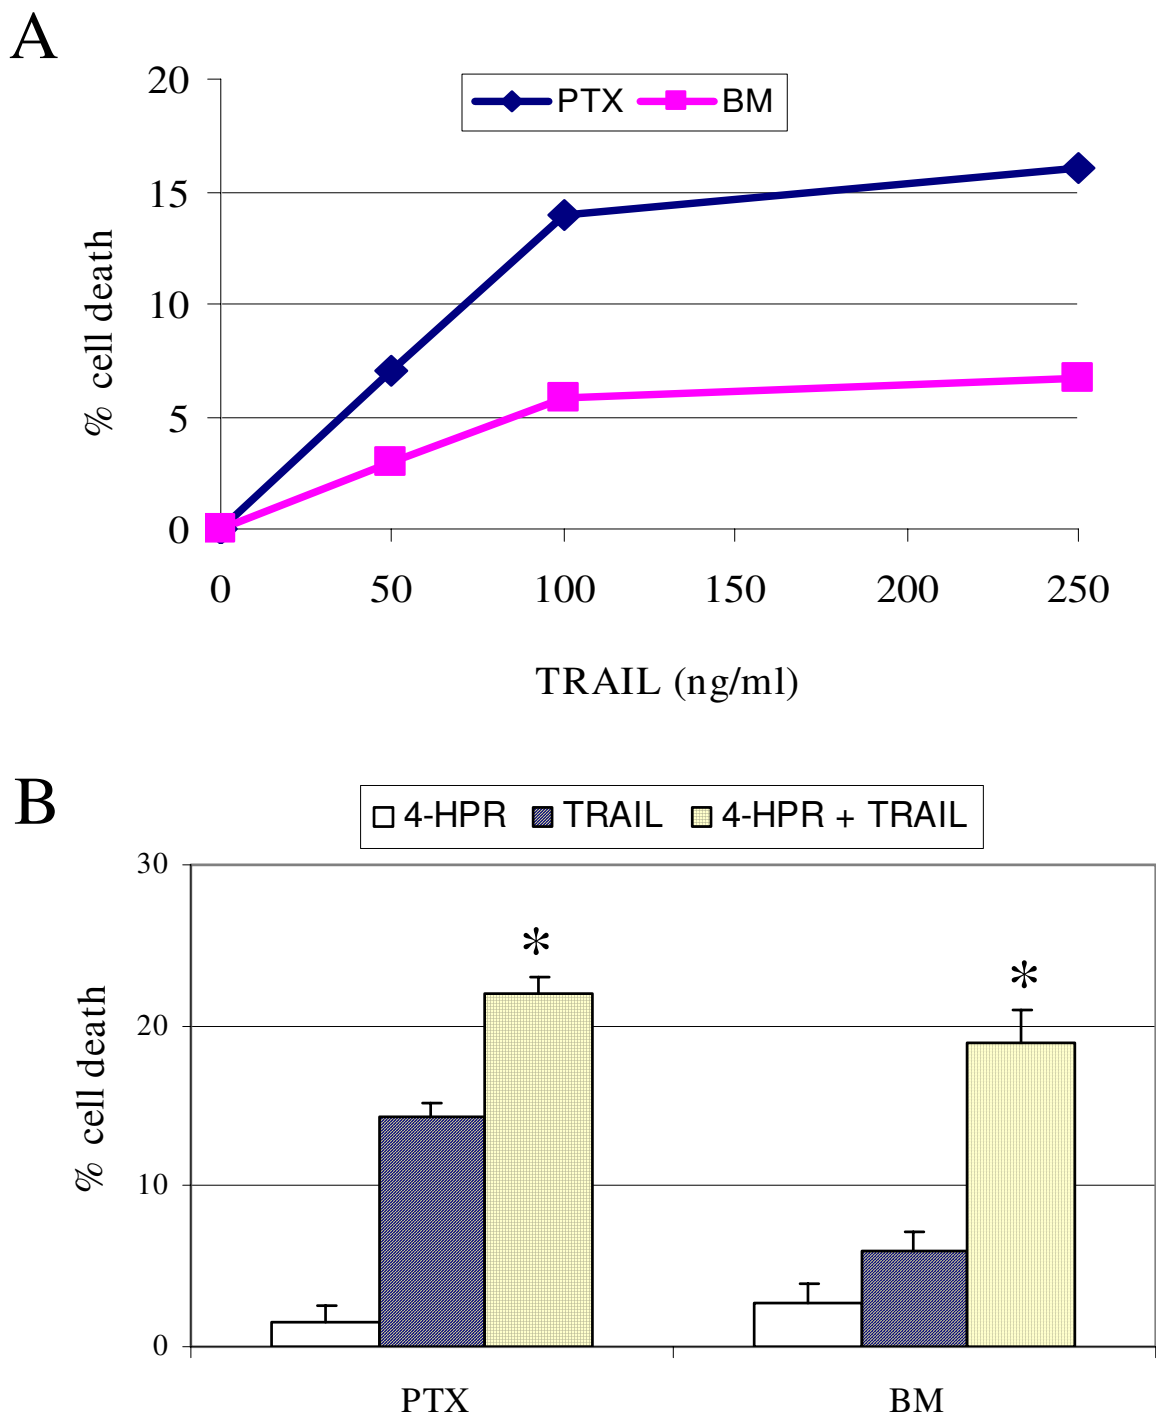 A
PTX BM
20
15
10
5
0
% cell death
0 50 100 150 200 250
TRAIL (ng/ml)
B
4-HPR TRAIL 4-HPR + TRAIL
30
20
10
0
% cell death
* *
PTX BM